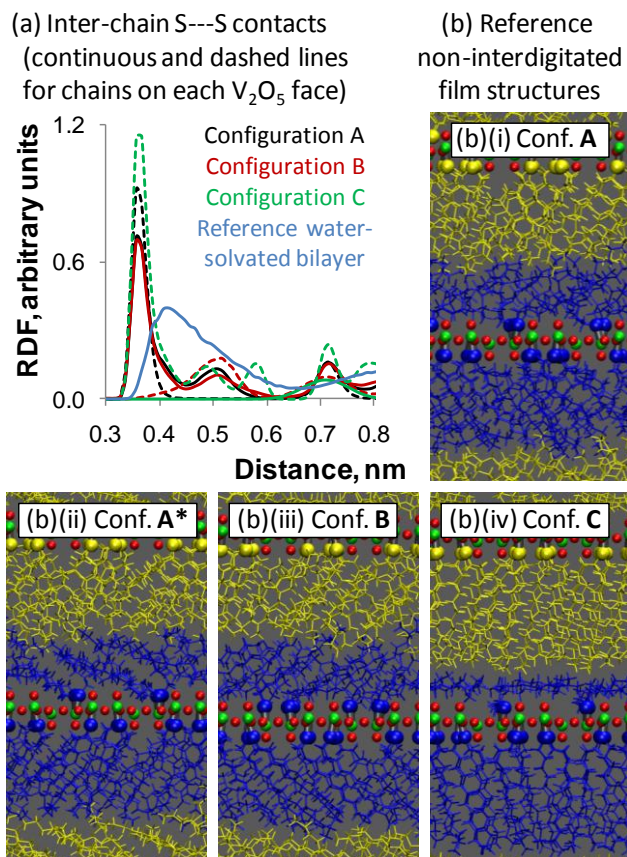 (a) Inter-chain S---S contacts
(continuous and dashed lines
for chains on each V₂O₅ face)
1.2
0.6
0.0
RDF, arbitrary units
Configuration A
Configuration B
Configuration C
Reference water-
solvated bilayer
0.3 0.4 0.5 0.6 0.7 0.8
Distance, nm
(b) Reference
non-interdigitated
film structures
(b)(i) Conf. A
(b)(ii) Conf. A*
(b)(iii) Conf. B
(b)(iv) Conf. C